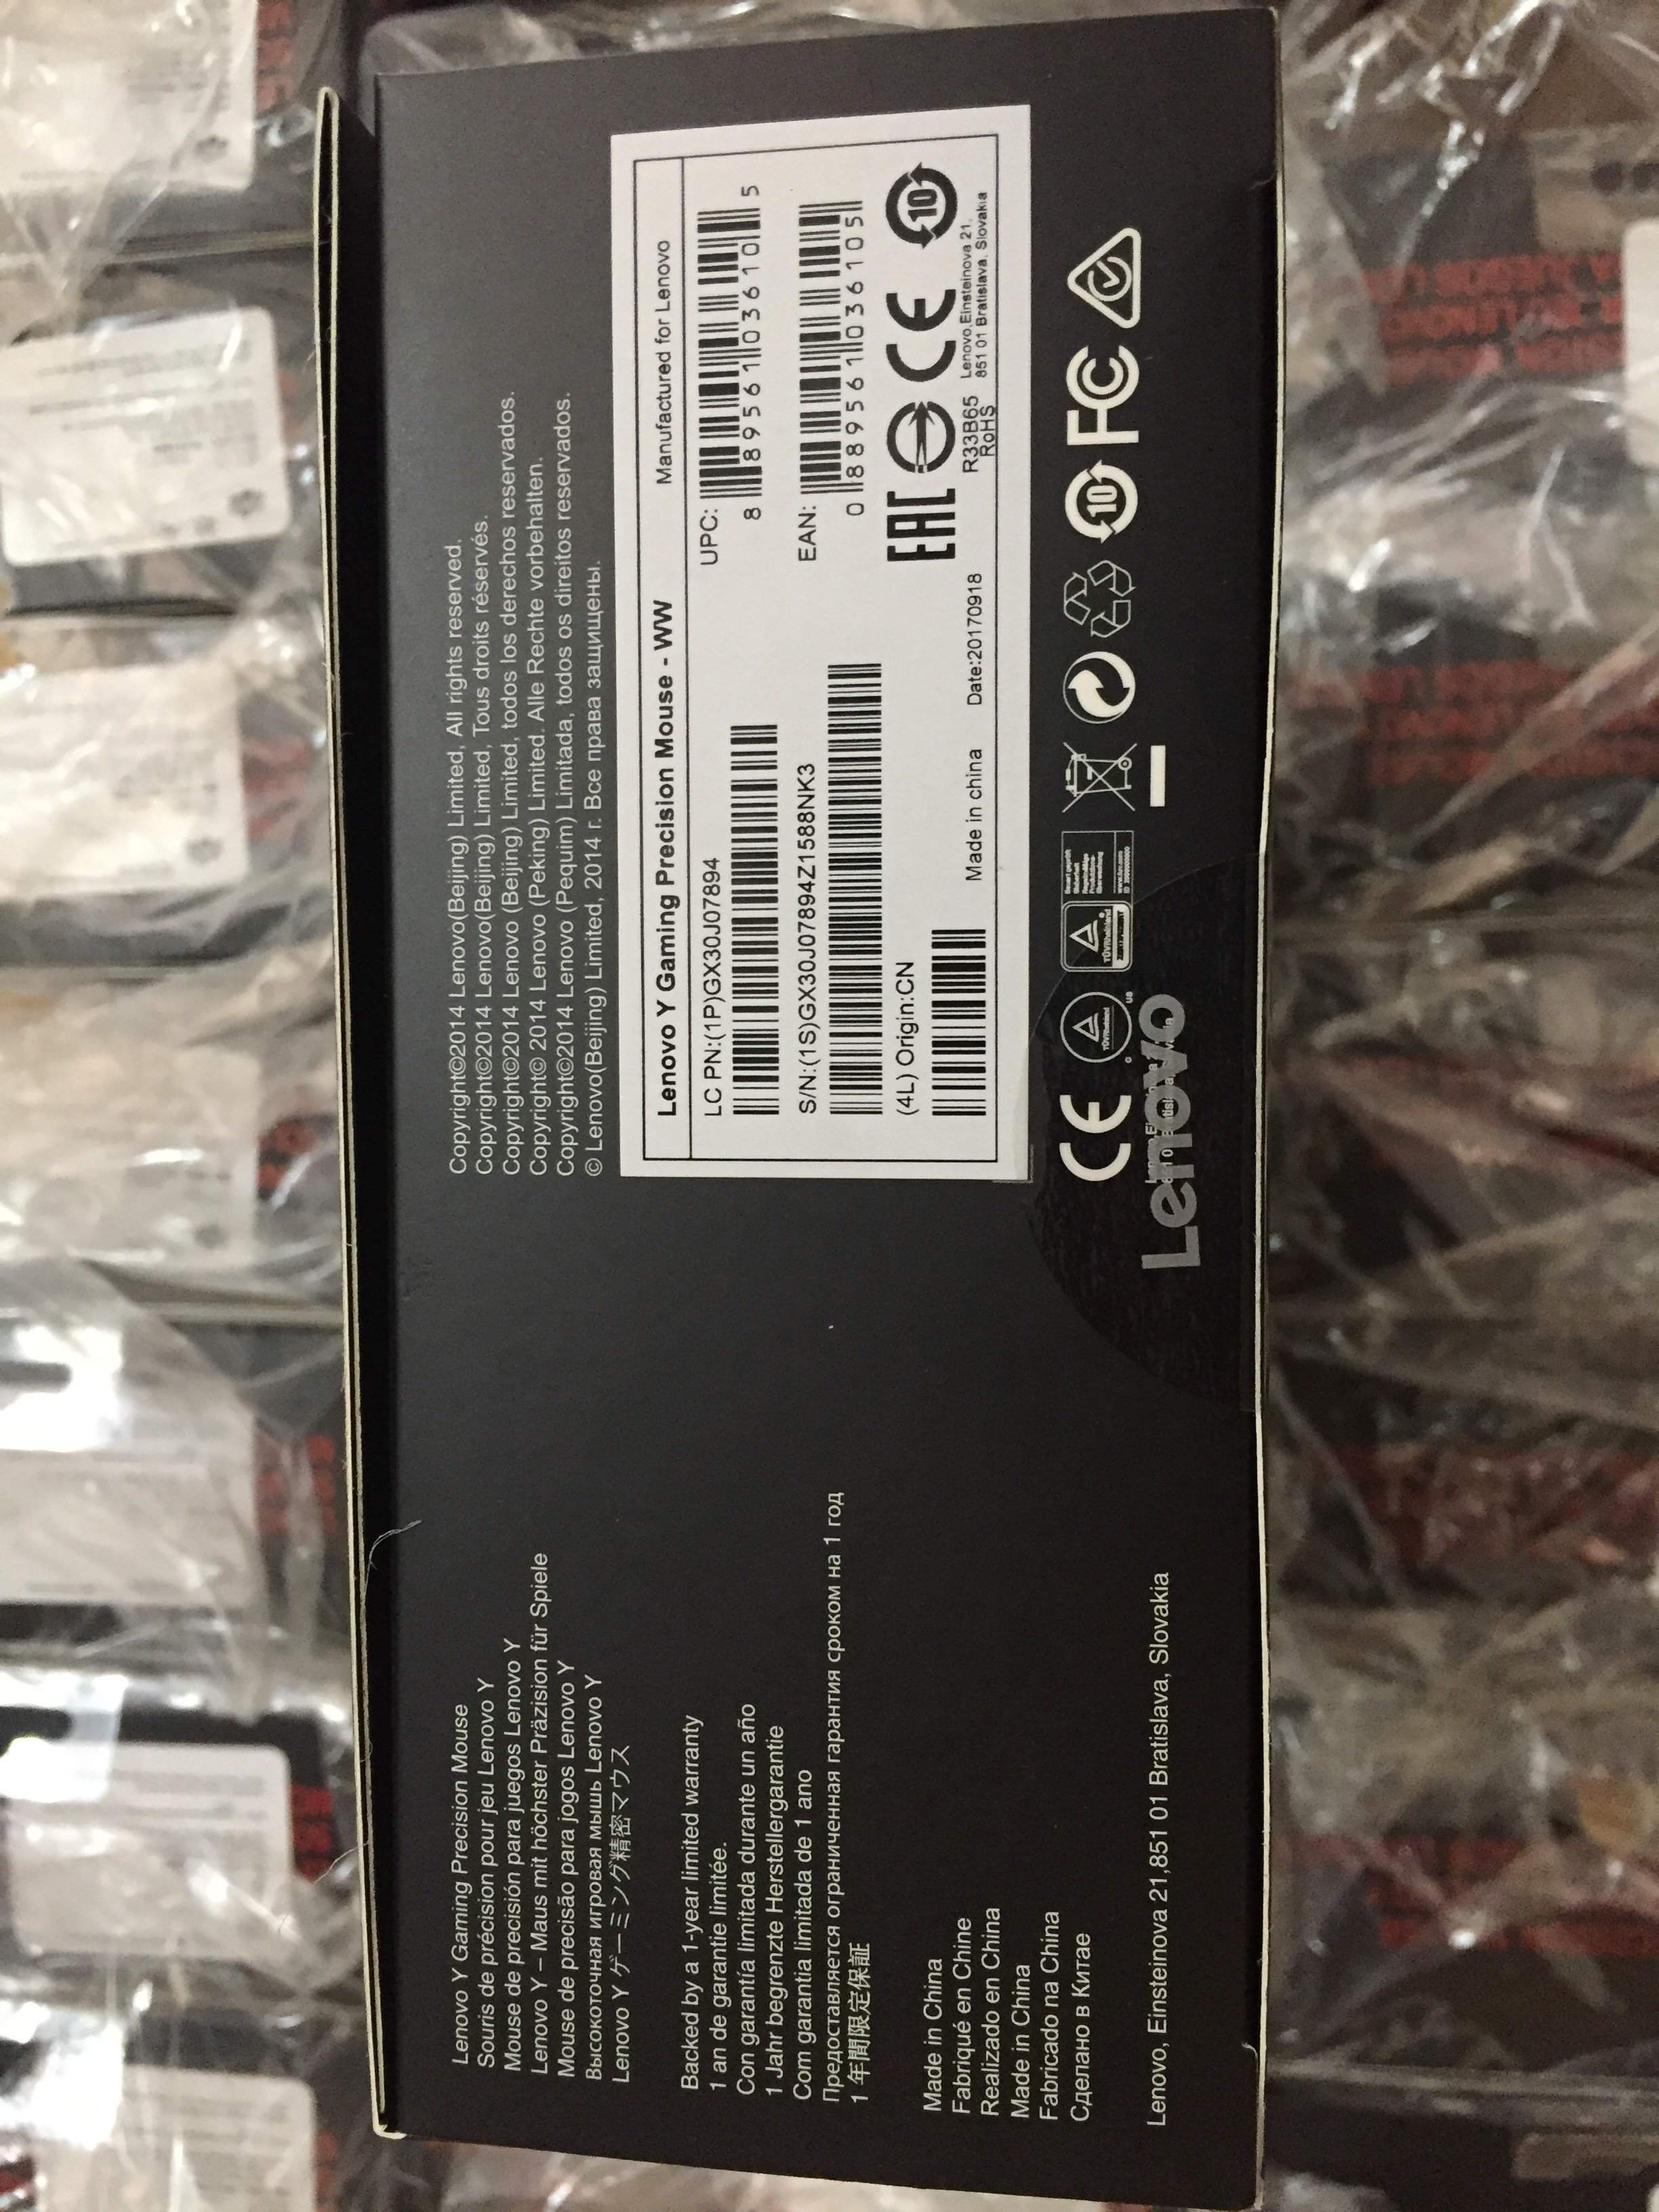 Lenovo Y Gaming Precision Mouse
Souris de précision pour jeu Lenovo Y
Mouse de precisión para juegos Lenovo Y
Lenovo Y – Maus mit höchster Präzision für Spiele
Mouse de precisão para jogos Lenovo Y
Высокоточная игровая мышь Lenovo Y
Lenovo Y ゲーミング精密マウス
Backed by a 1-year limited warranty
1 an de garantie limitée.
Con garantía limitada durante un año
1 Jahr begrenzte Herstellergarantie
Com garantia limitada de 1 ano
Предоставляется ограниченная гарантия сроком на 1 год
1 年間限定保証
Made in China
Fabriqué en Chine
Realizado en China
Made in China
Fabricado na China
Сделано в Китае
Lenovo, Einsteinova 21,851 01 Bratislava, Slovakia
Copyright©2014 Lenovo(Beijing) Limited, All rights reserved.
Copyright©2014 Lenovo(Beijing) Limited, Tous droits réservés.
Copyright©2014 Lenovo (Beijing) Limited, todos los derechos reservados.
Copyright© 2014 Lenovo (Peking) Limited. Alle Rechte vorbehalten.
Copyright©2014 Lenovo (Pequim) Limitada, todos os direitos reservados.
© Lenovo(Beijing) Limited, 2014 г. Все права защищены.
Lenovo Y Gaming Precision Mouse - WW
Manufactured for Lenovo
LC PN:(1P)GX30J07894
UPC:
8 89561 03610 5
S/N:(1S)GX30J07894Z1588NK3
EAN:
0 889561 036105
(4L) Origin:CN
Made in china
Date:20170918
EAC
CE
10
R33B65
RoHS
Lenovo,Einsteinova 21,
851 01 Bratislava, Slovakia
CE
TÜVRheinland
C US
TÜVRheinland
10
FC
Lenovo